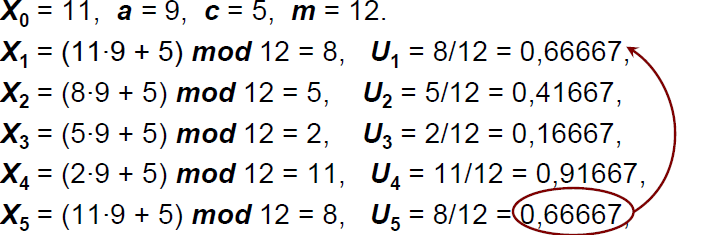 X₀ = 11, a = 9, c = 5, m = 12.
X₁ = (11·9 + 5) mod 12 = 8, U₁ = 8/12 = 0,66667,
X₂ = (8·9 + 5) mod 12 = 5, U₂ = 5/12 = 0,41667,
X₃ = (5·9 + 5) mod 12 = 2, U₃ = 2/12 = 0,16667,
X₄ = (2·9 + 5) mod 12 = 11, U₄ = 11/12 = 0,91667,
X₅ = (11·9 + 5) mod 12 = 8, U₅ = 8/12 = 0,66667,